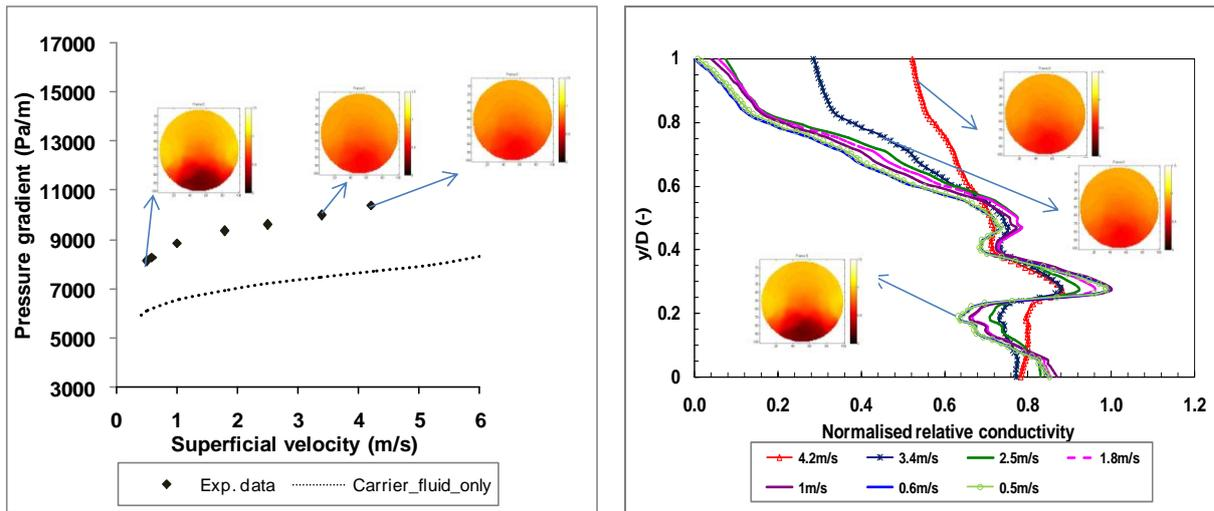 17000
15000
13000
11000
9000
7000
5000
3000
Pressure gradient (Pa/m)
0 1 2 3 4 5 6
Superficial velocity (m/s)
Exp. data Carrier_fluid_only
1
0.8
0.6
0.4
0.2
0
y/D (-)
0.0 0.2 0.4 0.6 0.8 1.0 1.2
Normalised relative conductivity
4.2m/s 3.4m/s 2.5m/s 1.8m/s
1m/s 0.6m/s 0.5m/s